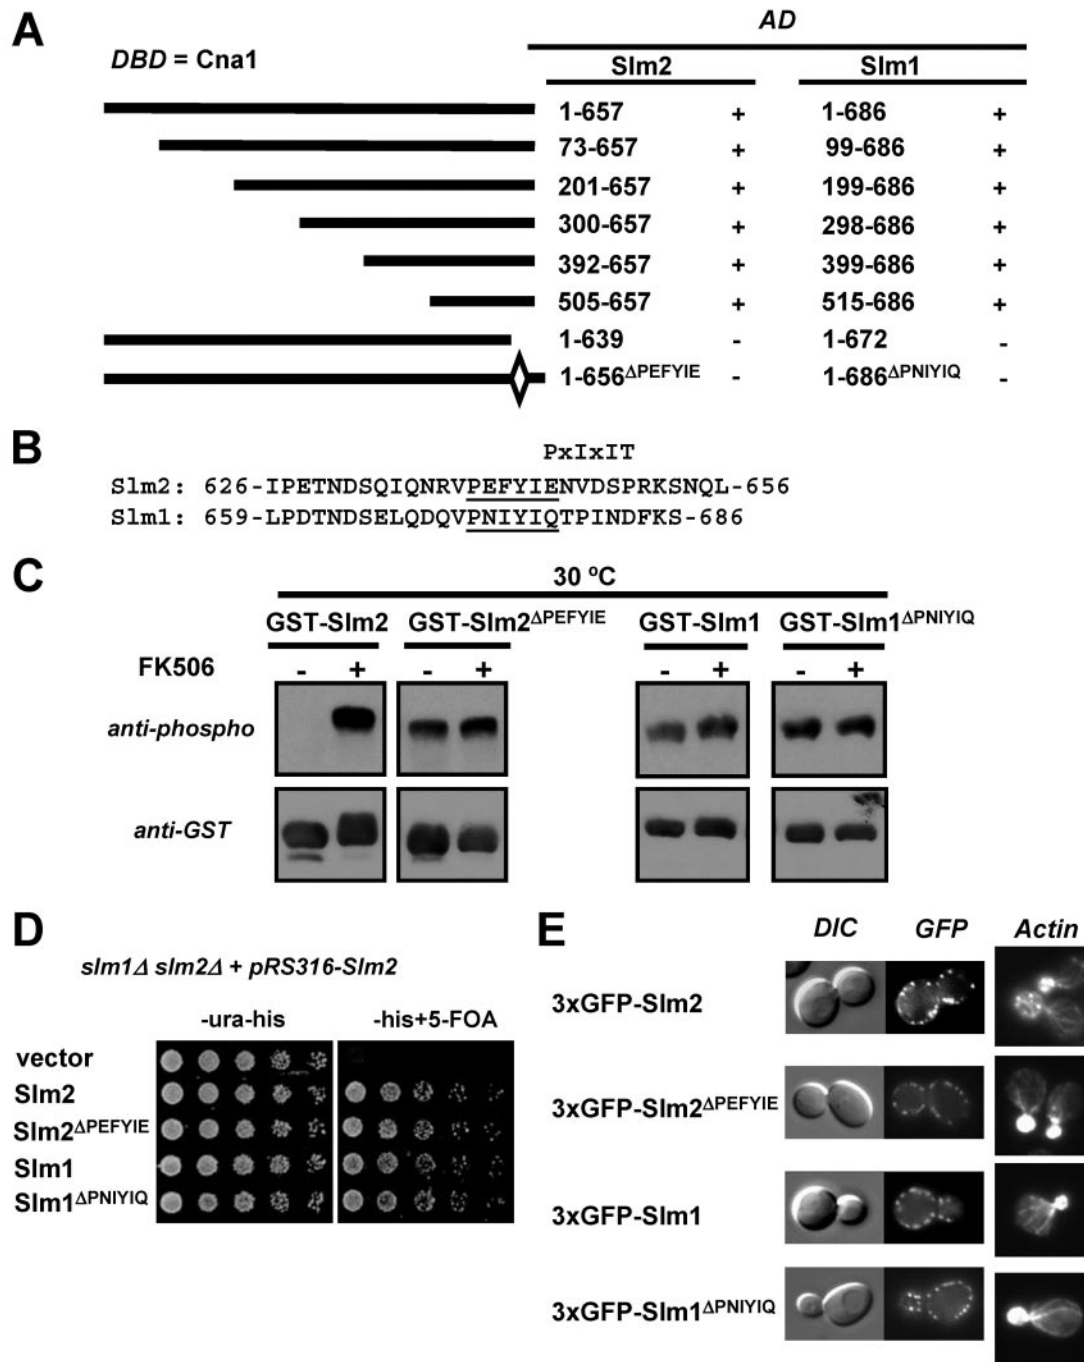 A
AD
DBD = Cna1
Slm2 Slm1
1-657 + 1-686 +
73-657 + 99-686 +
201-657 + 199-686 +
300-657 + 298-686 +
392-657 + 399-686 +
505-657 + 515-686 +
1-639 - 1-672 -
1-656ΔPEFYIE - 1-686ΔPNIYIQ -
B
PxIxIT
Slm2: 626-IPETNDSQIQNRVPEFYIENVDSPRKSNQL-656
Slm1: 659-LPDTNDSELQDQVPNIYIQTPINDFKS-686
C
30 ºC
GST-Slm2 GST-Slm2ΔPEFYIE GST-Slm1 GST-Slm1ΔPNIYIQ
FK506 - + - + - + - +
anti-phospho
anti-GST
D
slm1Δ slm2Δ + pRS316-Slm2
-ura-his -his+5-FOA
vector
Slm2
Slm2ΔPEFYIE
Slm1
Slm1ΔPNIYIQ
E
DIC GFP Actin
3xGFP-Slm2
3xGFP-Slm2ΔPEFYIE
3xGFP-Slm1
3xGFP-Slm1ΔPNIYIQ